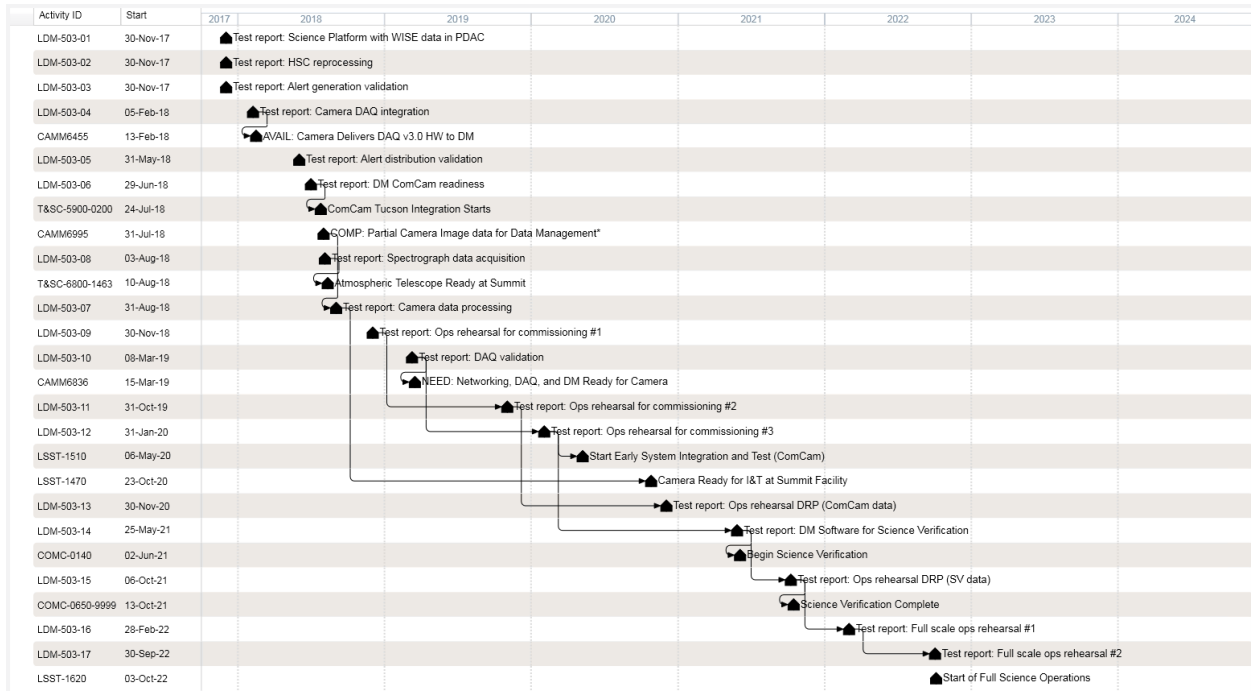 Activity ID Start 2017 2018 2019 2020 2021 2022 2023 2024
LDM-503-01 30-Nov-17 Test report: Science Platform with WISE data in PDAC
LDM-503-02 30-Nov-17 Test report: HSC reprocessing
LDM-503-03 30-Nov-17 Test report: Alert generation validation
LDM-503-04 05-Feb-18 Test report: Camera DAQ integration
CAMM6455 13-Feb-18 AVAIL: Camera Delivers DAQ v3.0 HW to DM
LDM-503-05 31-May-18 Test report: Alert distribution validation
LDM-503-06 29-Jun-18 Test report: DM ComCam readiness
T&SC-5900-0200 24-Jul-18 ComCam Tucson Integration Starts
CAMM6995 31-Jul-18 COMP: Partial Camera Image data for Data Management*
LDM-503-08 03-Aug-18 Test report: Spectrograph data acquisition
T&SC-6800-1463 10-Aug-18 Atmospheric Telescope Ready at Summit
LDM-503-07 31-Aug-18 Test report: Camera data processing
LDM-503-09 30-Nov-18 Test report: Ops rehearsal for commissioning #1
LDM-503-10 08-Mar-19 Test report: DAQ validation
CAMM6836 15-Mar-19 NEED: Networking, DAQ, and DM Ready for Camera
LDM-503-11 31-Oct-19 Test report: Ops rehearsal for commissioning #2
LDM-503-12 31-Jan-20 Test report: Ops rehearsal for commissioning #3
LSST-1510 06-May-20 Start Early System Integration and Test (ComCam)
LSST-1470 23-Oct-20 Camera Ready for I&T at Summit Facility
LDM-503-13 30-Nov-20 Test report: Ops rehearsal DRP (ComCam data)
LDM-503-14 25-May-21 Test report: DM Software for Science Verification
COMC-0140 02-Jun-21 Begin Science Verification
LDM-503-15 06-Oct-21 Test report: Ops rehearsal DRP (SV data)
COMC-0650-9999 13-Oct-21 Science Verification Complete
LDM-503-16 28-Feb-22 Test report: Full scale ops rehearsal #1
LDM-503-17 30-Sep-22 Test report: Full scale ops rehearsal #2
LSST-1620 03-Oct-22 Start of Full Science Operations